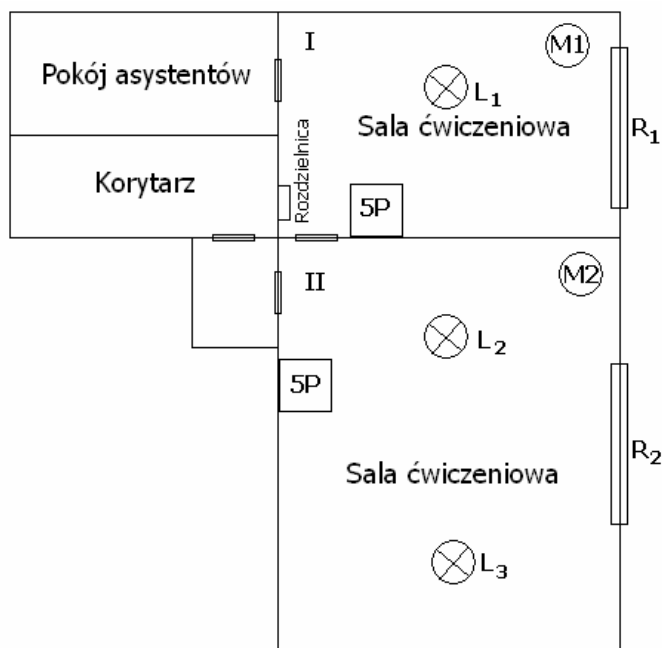 I
M1
Pokój asystentów
L1
Sala ćwiczeniowa
R1
Rozdzielnica
Korytarz
5P
II
M2
L2
5P
R2
Sala ćwiczeniowa
L3